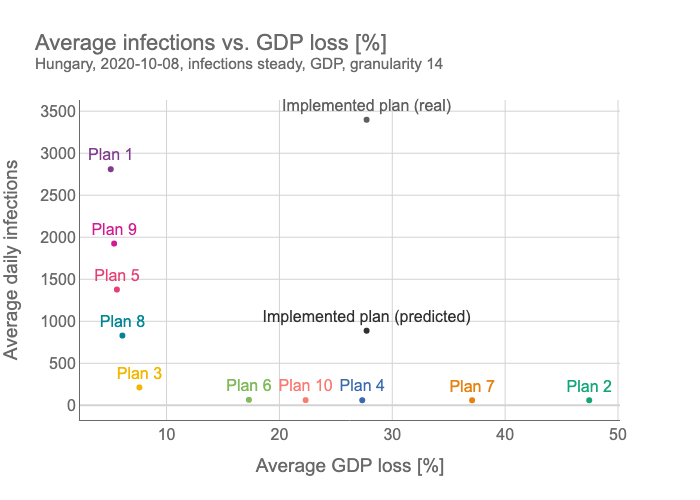 Average infections vs. GDP loss [%]
Hungary, 2020-10-08, infections steady, GDP, granularity 14
Average daily infections
3500
3000
2500
2000
1500
1000
500
0
Implemented plan (real)
Plan 1
Plan 9
Plan 5
Plan 8
Implemented plan (predicted)
Plan 3
Plan 6
Plan 10
Plan 4
Plan 7
Plan 2
10
20
30
40
50
Average GDP loss [%]